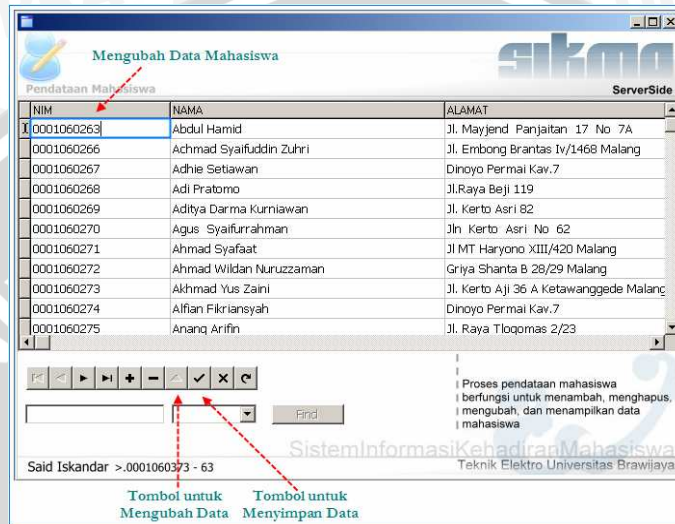 Mengubah Data Mahasiswa
sikma
Pendataan Mahasiswa
ServerSide
NIM NAMA ALAMAT
0001060263 Abdul Hamid Jl. Mayjend Panjaitan 17 No 7A
0001060266 Achmad Syaifuddin Zuhri Jl. Embong Brantas Iv/1468 Malang
0001060267 Adhie Setiawan Dinoyo Permai Kav.7
0001060268 Adi Pratomo Jl.Raya Beji 119
0001060269 Aditya Darma Kurniawan Jl. Kerto Asri 82
0001060270 Agus Syaifurrahman Jln Kerto Asri No 62
0001060271 Ahmad Syafaat Jl MT Haryono XIII/420 Malang
0001060272 Ahmad Wildan Nuruzzaman Griya Shanta B 28/29 Malang
0001060273 Akhmad Yus Zaini Jl. Kerto Aji 36 A Ketawanggede Malang
0001060274 Alfian Fikriansyah Dinoyo Permai Kav.7
0001060275 Anang Arifin Jl. Raya Tlogomas 2/23
Proses pendataan mahasiswa
berfungsi untuk menambah, menghapus,
mengubah, dan menampilkan data
mahasiswa
Find
SistemInformasiKehadiranMahasiswa
Said Iskandar >.0001060373 - 63
Teknik Elektro Universitas Brawijaya
Tombol untuk
Mengubah Data
Tombol untuk
Menyimpan Data